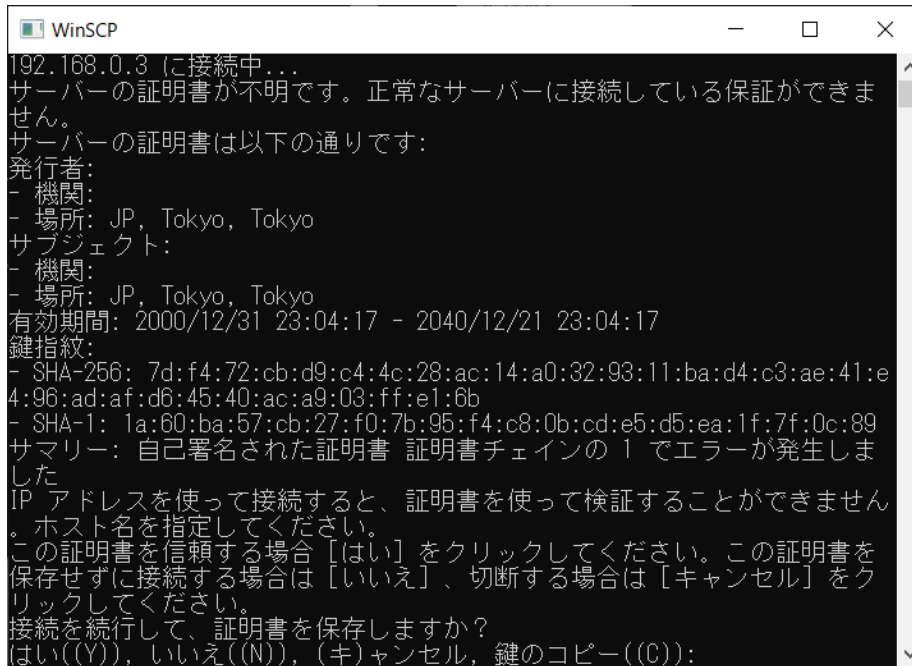 WinSCP
192.168.0.3 に接続中...
サーバーの証明書が不明です。正常なサーバーに接続している保証ができま
せん。
サーバーの証明書は以下の通りです:
発行者:
- 機関:
- 場所: JP, Tokyo, Tokyo
サブジェクト:
- 機関:
- 場所: JP, Tokyo, Tokyo
有効期間: 2000/12/31 23:04:17 - 2040/12/21 23:04:17
鍵指紋:
- SHA-256: 7d:f4:72:cb:d9:c4:4c:28:ac:14:a0:32:93:11:ba:d4:c3:ae:41:e
4:96:ad:af:d6:45:40:ac:a9:03:ff:e1:6b
- SHA-1: 1a:60:ba:57:cb:27:f0:7b:95:f4:c8:0b:cd:e5:d5:ea:1f:7f:0c:89
サマリー: 自己署名された証明書 証明書チェインの 1 でエラーが発生しま
した
IP アドレスを使って接続すると、証明書を使って検証することができません
。ホスト名を指定してください。
この証明書を信頼する場合 [はい] をクリックしてください。この証明書を
保存せずに接続する場合は [いいえ] 、切断する場合は [キャンセル] をク
リックしてください。
接続を続行して、証明書を保存しますか?
はい((Y)), いいえ((N)), (キ)ャンセル, 鍵のコピー((C)):